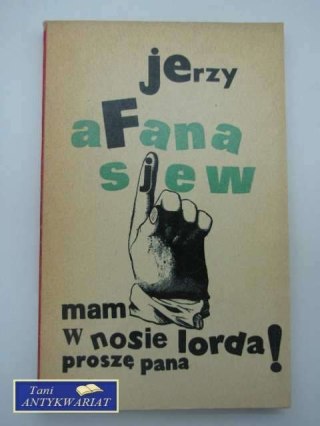 jerzy
aFana
sjew
mam
w nosie lorda!
proszę pana
Tani
ANTYKWARIAT